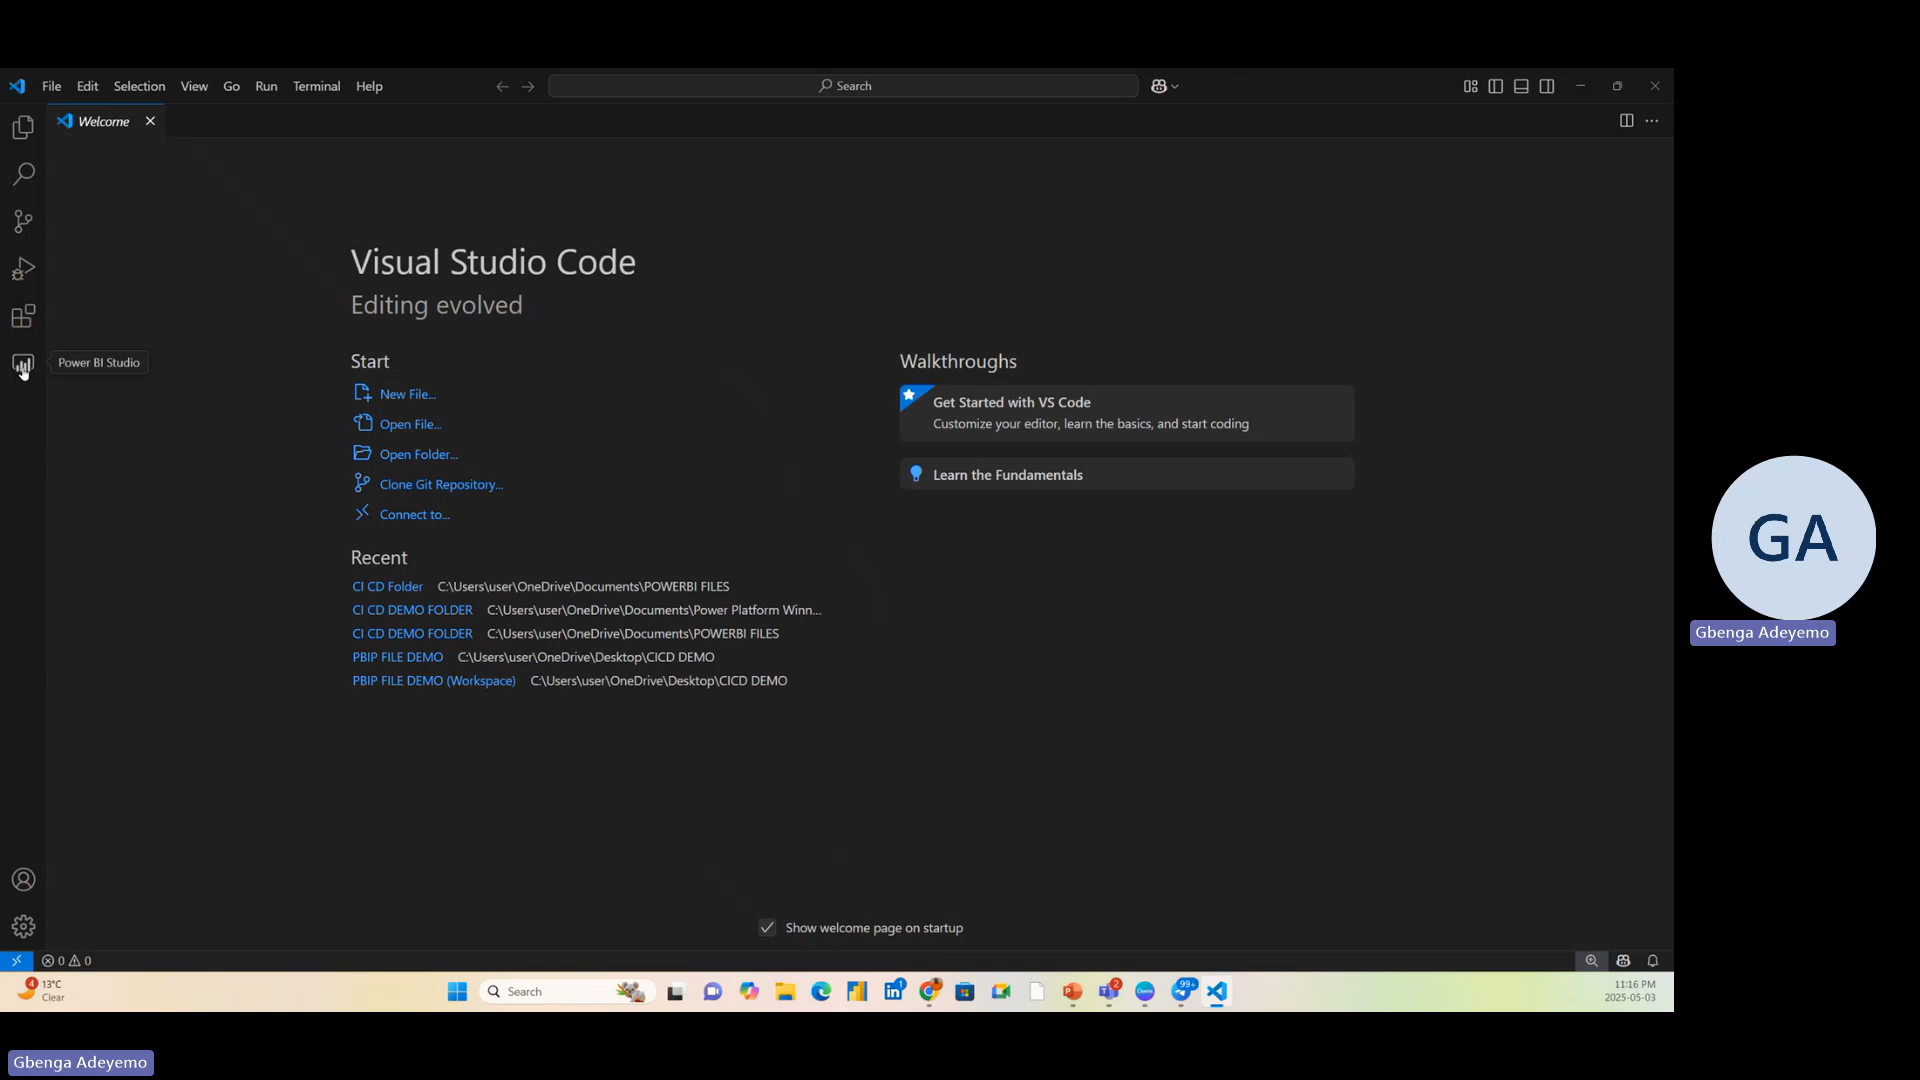 File Edit Selection View Go Run Terminal Help
Search
Welcome
Visual Studio Code
Editing evolved
Power BI Studio
Start
New File...
Open File...
Open Folder...
Clone Git Repository...
Connect to...
Walkthroughs
Get Started with VS Code
Customize your editor, learn the basics, and start coding
Learn the Fundamentals
Recent
CI CD Folder C:\Users\user\OneDrive\Documents\POWERBI FILES
CI CD DEMO FOLDER C:\Users\user\OneDrive\Documents\Power Platform Winn...
CI CD DEMO FOLDER C:\Users\user\OneDrive\Documents\POWERBI FILES
PBIP FILE DEMO C:\Users\user\OneDrive\Desktop\CICD DEMO
PBIP FILE DEMO (Workspace) C:\Users\user\OneDrive\Desktop\CICD DEMO
GA
Gbenga Adeyemo
Show welcome page on startup
0 0
4 13°C
Clear
Search
1
2
99+
11:16 PM
2025-05-03
Gbenga Adeyemo